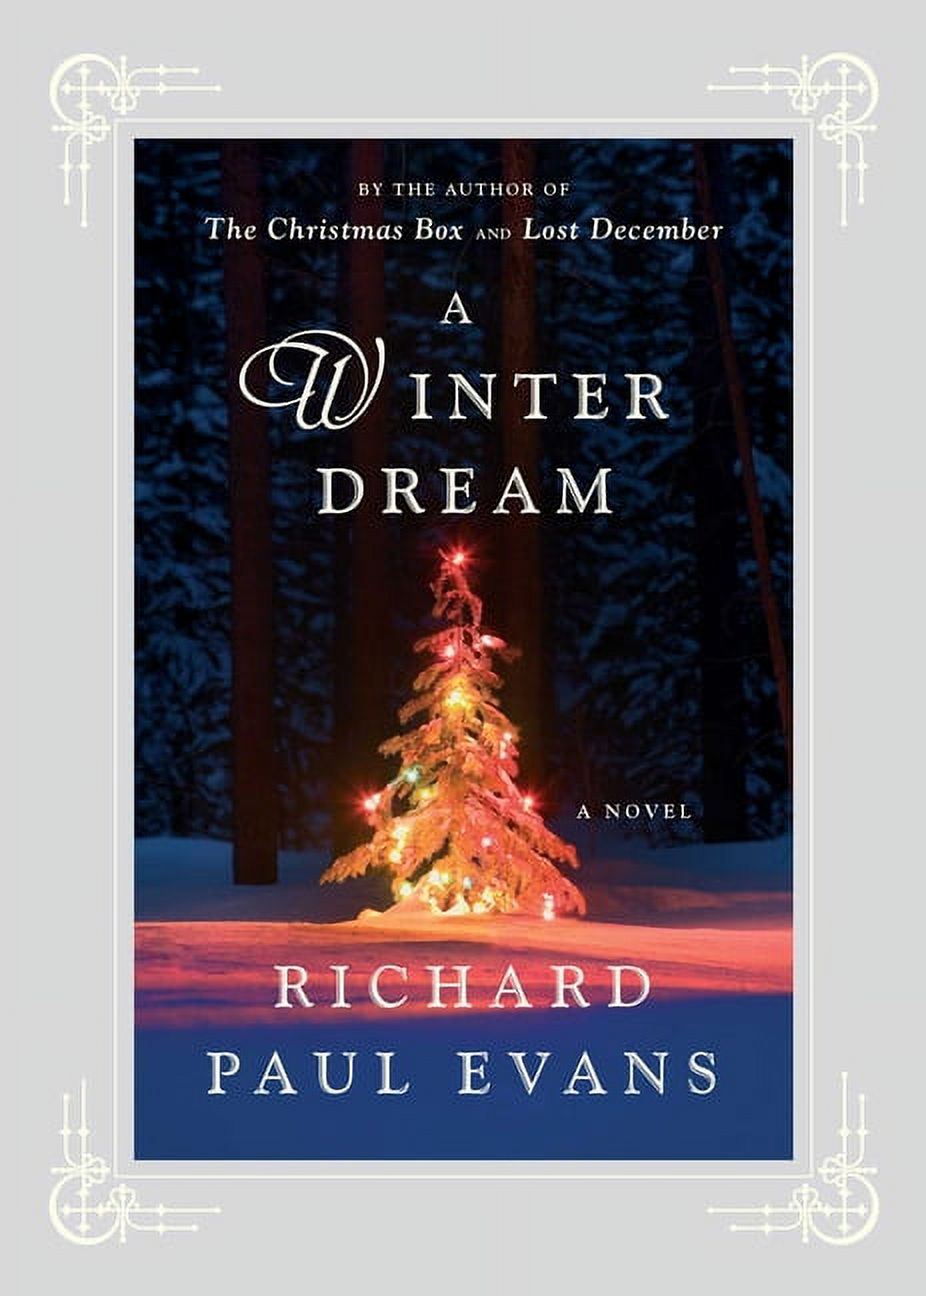 BY THE AUTHOR OF
The Christmas Box AND Lost December
A
WINTER
DREAM
A NOVEL
RICHARD
PAUL EVANS